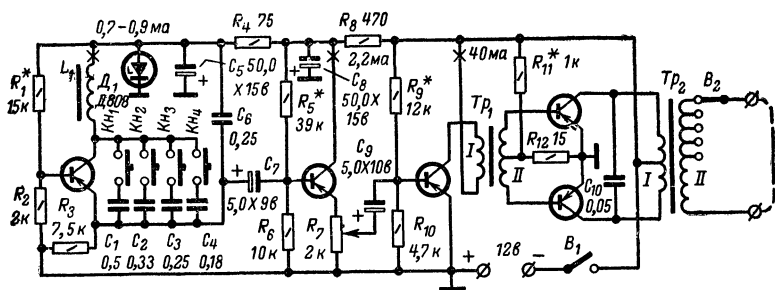 0,7-0,9 ма
R4 75
R8 470
L1
Д1
Д808
C5 50,0
X 15в
2,2 ма
40 ма
R11* 1к
Тр2
B2
R1*
15к
Кн1
Кн2
Кн3
Кн4
C6
0,25
R5*
39к
C8
50,0X
15в
R9*
12к
Тр1
I
II
R12 15
C10
0,05
I
II
C7
5,0X9в
C9
5,0X10в
R2
8к
R3
7,5к
R6
10к
R7
2к
R10
4,7к
C1
0,5
C2
0,33
C3
0,25
C4
0,18
+ 12в -
B1